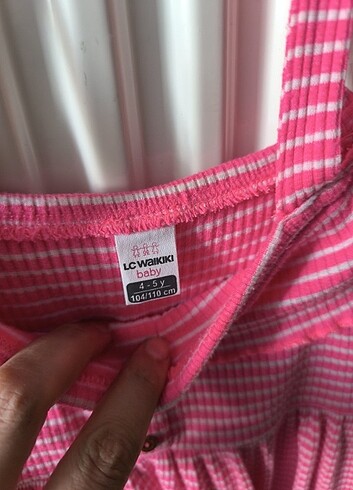 LC WAIKIKI
baby
4 - 5 y
104/110 cm